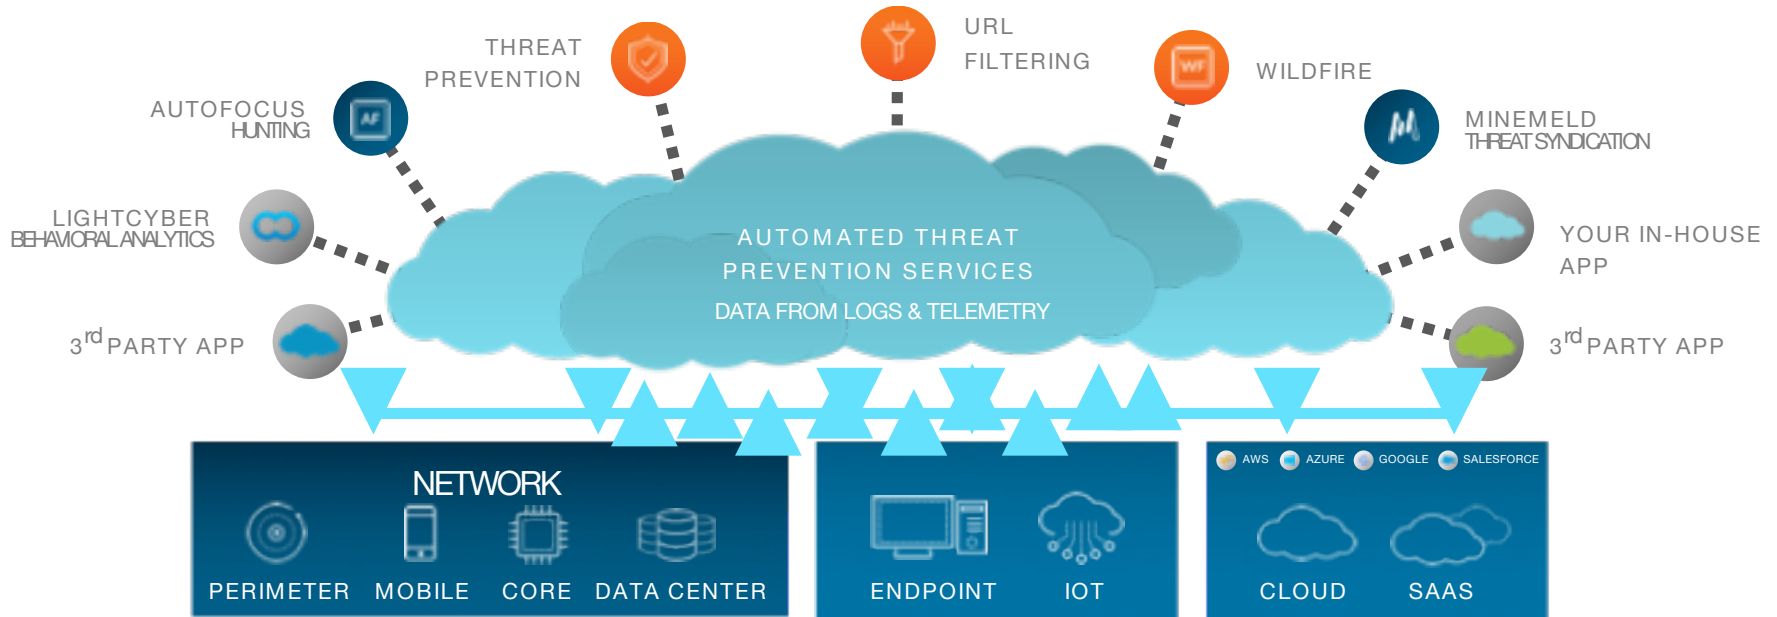 THREAT
PREVENTION
URL
FILTERING
WF
WILDFIRE
AUTOFOCUS
HUNTING
AF
MINEMELD
THREAT SYNDICATION
LIGHTCYBER
BEHAVIORAL ANALYTICS
YOUR IN-HOUSE
APP
3rd PARTY APP
3rd PARTY APP
AUTOMATED THREAT
PREVENTION SERVICES
DATA FROM LOGS & TELEMETRY
NETWORK
PERIMETER
MOBILE
CORE
DATA CENTER
ENDPOINT
IOT
AWS
AZURE
GOOGLE
SALESFORCE
CLOUD
SAAS